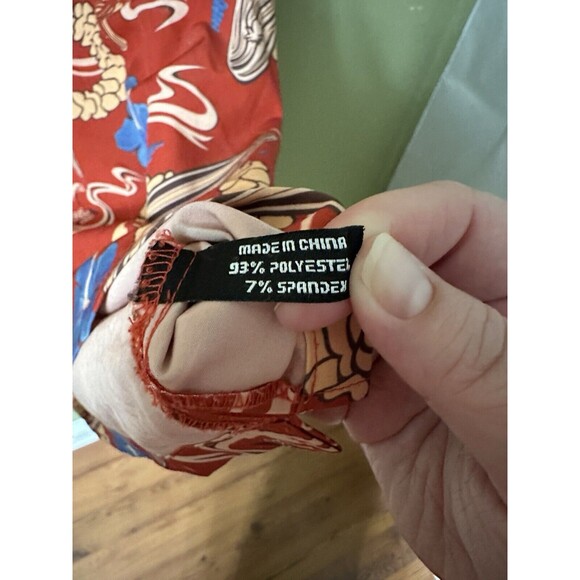 MADE IN CHINA
93% POLYESTER
7% SPANDEX